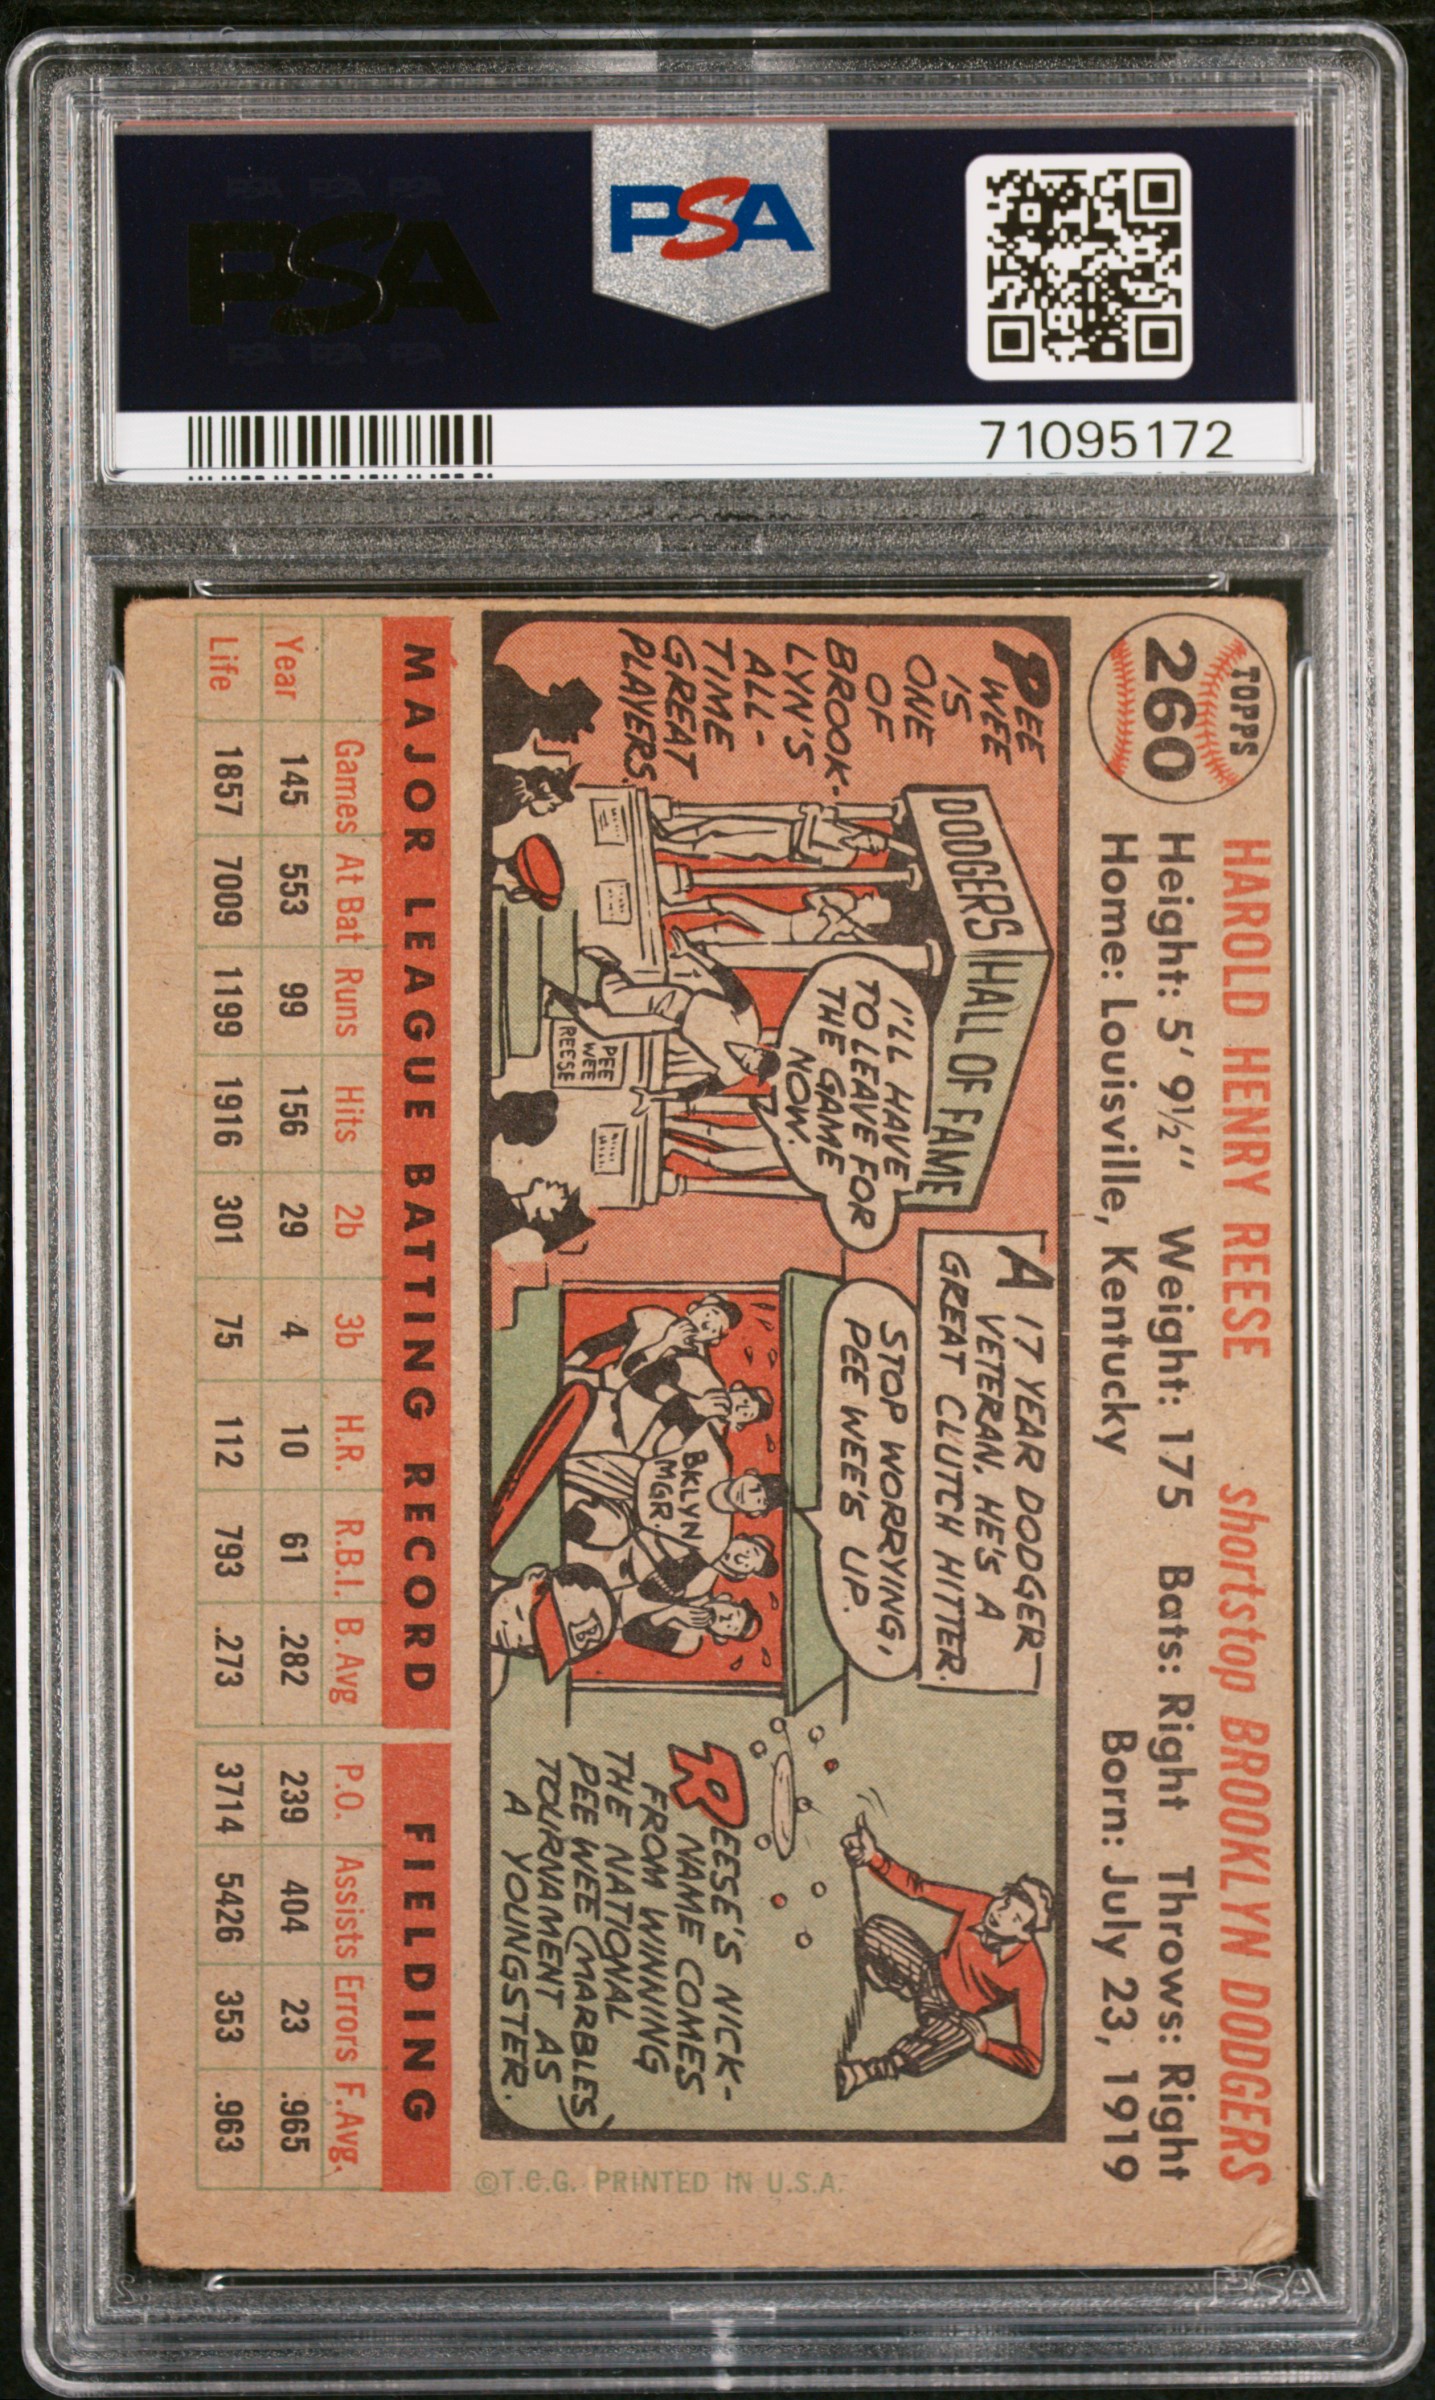 PSA PSA PSA
PSA
PSA PSA PSA
PSA
71095172
TOPPS
260
HAROLD HENRY REESE shortstop BROOKLYN DODGERS
Height: 5' 9½" Weight: 175 Bats: Right Throws: Right
Home: Louisville, Kentucky Born: July 23, 1919
PEE
WEE
IS
ONE
OF
BROOK-
LYN'S
ALL-
TIME
GREAT
PLAYERS.
DODGERS HALL OF FAME
I'LL HAVE
TO LEAVE FOR
THE GAME
NOW.
PEE
WEE
REESE
A 17 YEAR DODGER
VETERAN, HE'S A
GREAT CLUTCH HITTER.
STOP WORRYING,
PEE WEE'S UP.
BKLYN
MGR.
B
REESE'S NICK-
NAME COMES
FROM WINNING
THE NATIONAL
PEE WEE (MARBLES)
TOURNAMENT AS
A YOUNGSTER.
©T.C.G. PRINTED IN U.S.A.
MAJOR LEAGUE BATTING RECORD FIELDING
Games At Bat Runs Hits 2b 3b H.R. R.B.I. B.Avg. P.O. Assists Errors F.Avg.
Year 145 553 99 156 29 4 10 61 .282 239 404 23 .965
Life 1857 7009 1199 1916 301 75 112 793 .273 3714 5426 353 .963
PSA